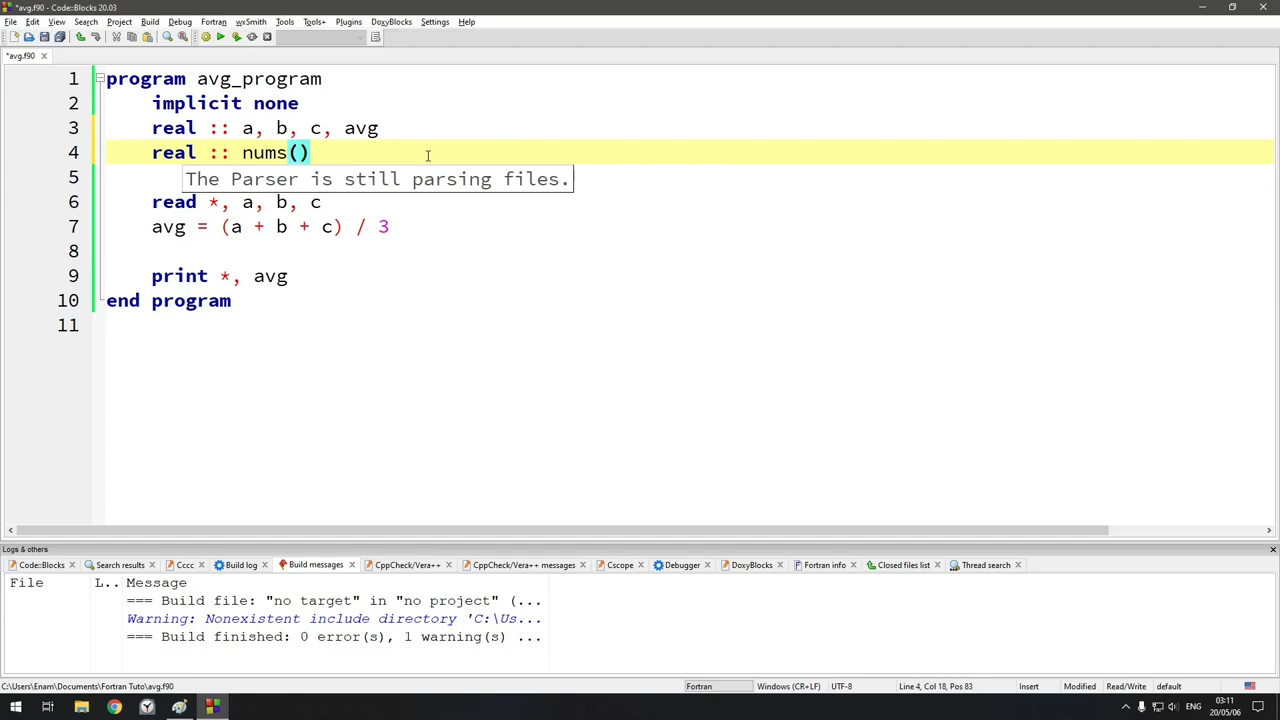 *avg.f90 - Code::Blocks 20.03
File Edit View Search Project Build Debug Fortran wxSmith Tools Tools+ Plugins DoxyBlocks Settings Help
*avg.f90
1 program avg_program
2 implicit none
3 real :: a, b, c, avg
4 real :: nums()
5 The Parser is still parsing files.
6 read *, a, b, c
7 avg = (a + b + c) / 3
8
9 print *, avg
10 end program
11
Logs & others
Code::Blocks Search results Cccc Build log Build messages CppCheck/Vera++ CppCheck/Vera++ messages Cscope Debugger DoxyBlocks Fortran info Closed files list Thread search
File L.. Message
=== Build file: "no target" in "no project" (...
Warning: Nonexistent include directory 'C:\Us...
=== Build finished: 0 error(s), 1 warning(s) ...
C:\Users\Enam\Documents\Fortran Tuto\avg.f90 Fortran Windows (CR+LF) UTF-8 Line 4, Col 18, Pos 83 Insert Modified Read/Write default
ENG 03:11
20/05/06